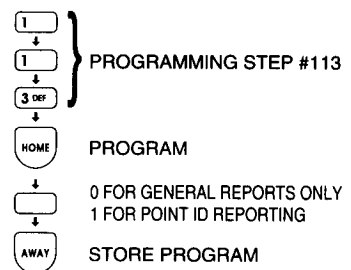 1
1
3 DEF
PROGRAMMING STEP #113
HOME
PROGRAM
0 FOR GENERAL REPORTS ONLY
1 FOR POINT ID REPORTING
AWAY
STORE PROGRAM